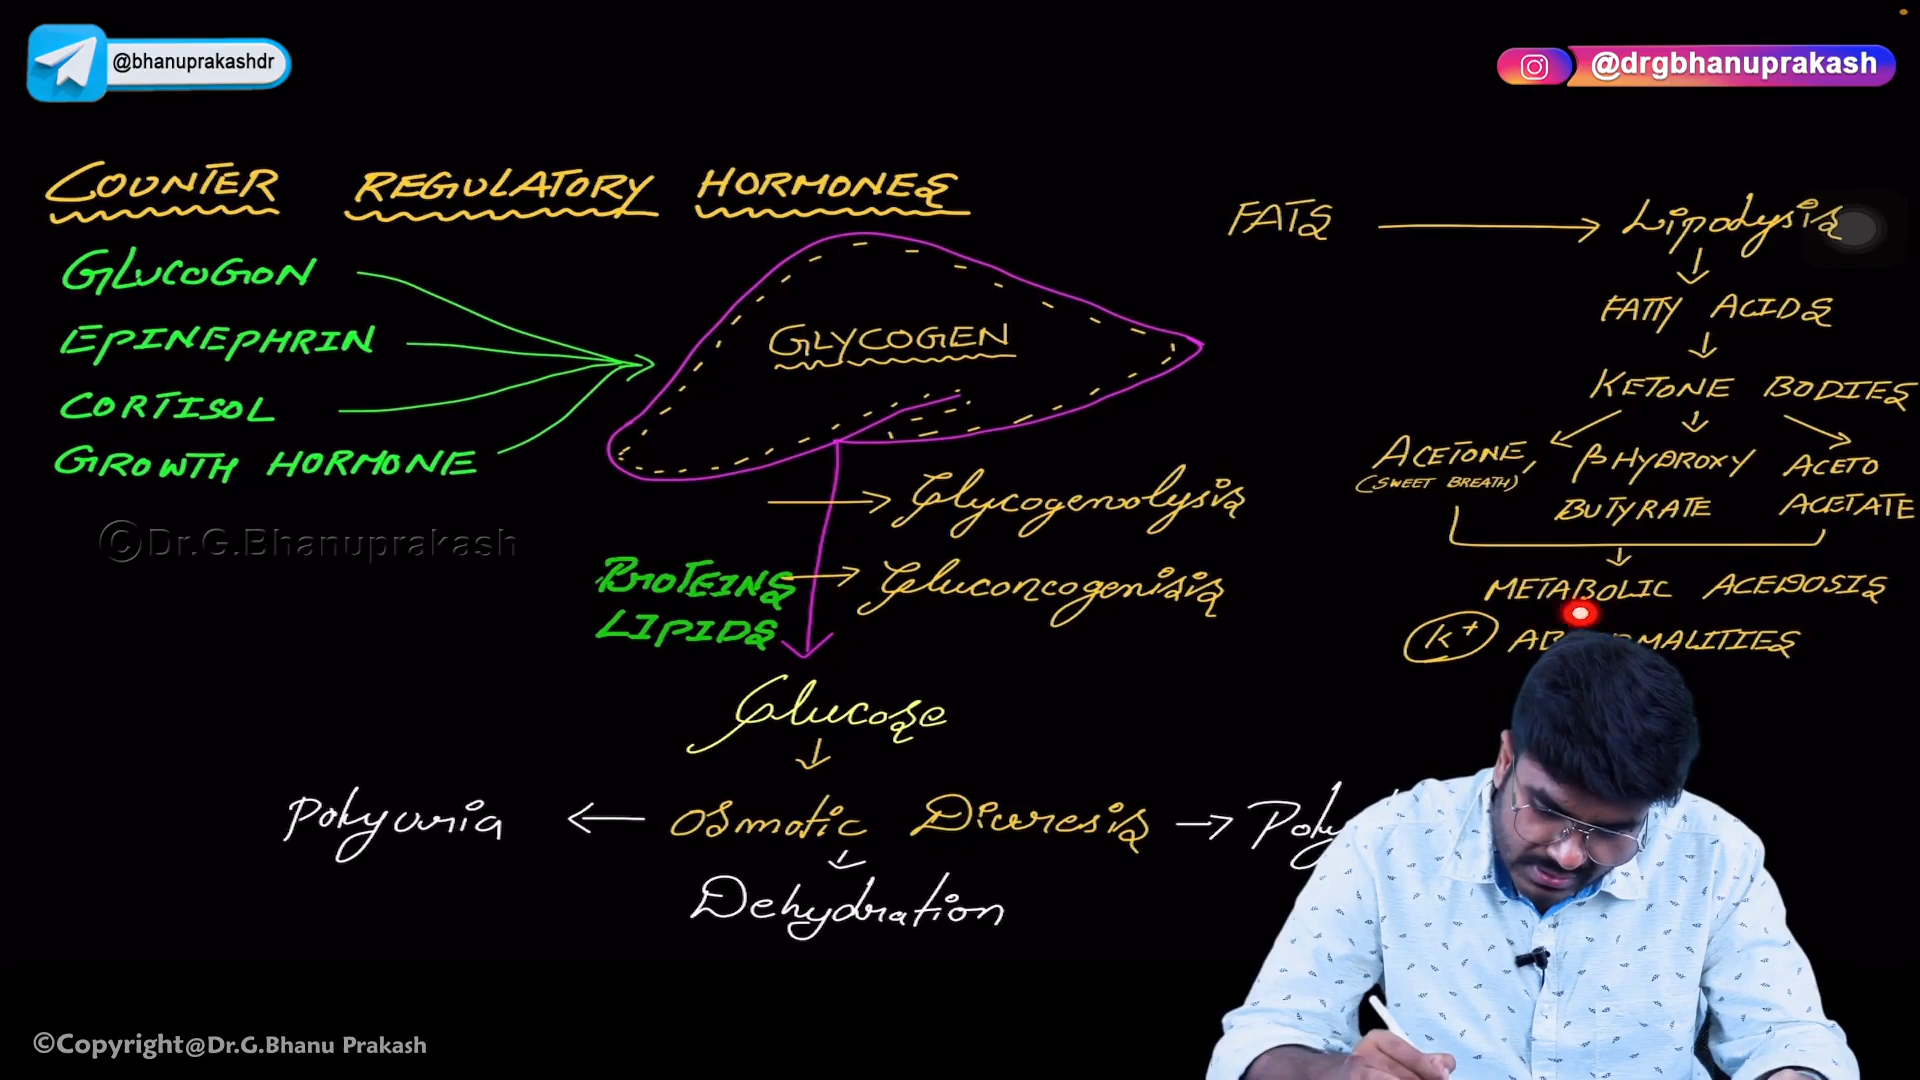 @bhanuprakashdr
@drgbhanuprakash
COUNTER REGULATORY HORMONES
GLUCOGON
EPINEPHRIN
CORTISOL
GROWTH HORMONE
GLYCOGEN
Glycogenolysis
PROTEINS
LIPIDS
Gluconcogenisis
Glucose
Osmotic Diuresis
Polyuria
Dehydration
FATS
Lipolysis
FATTY ACIDS
KETONE BODIES
ACETONE,
(SWEET BREATH)
β HYDROXY
BUTYRATE
ACETO
ACETATE
METABOLIC ACEDOSIS
K+
©Dr.G.Bhanuprakash
©Copyright@Dr.G.Bhanu Prakash